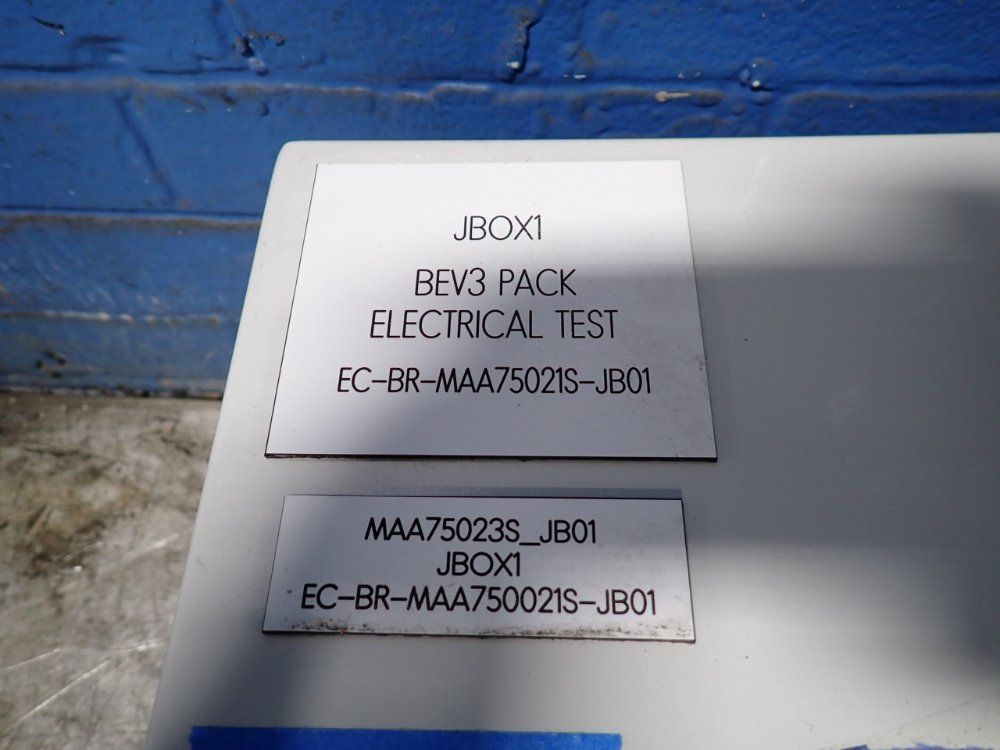 JBOX1
BEV3 PACK
ELECTRICAL TEST
EC-BR-MAA75021S-JB01
MAA75023S_JB01
JBOX1
EC-BR-MAA750021S-JB01